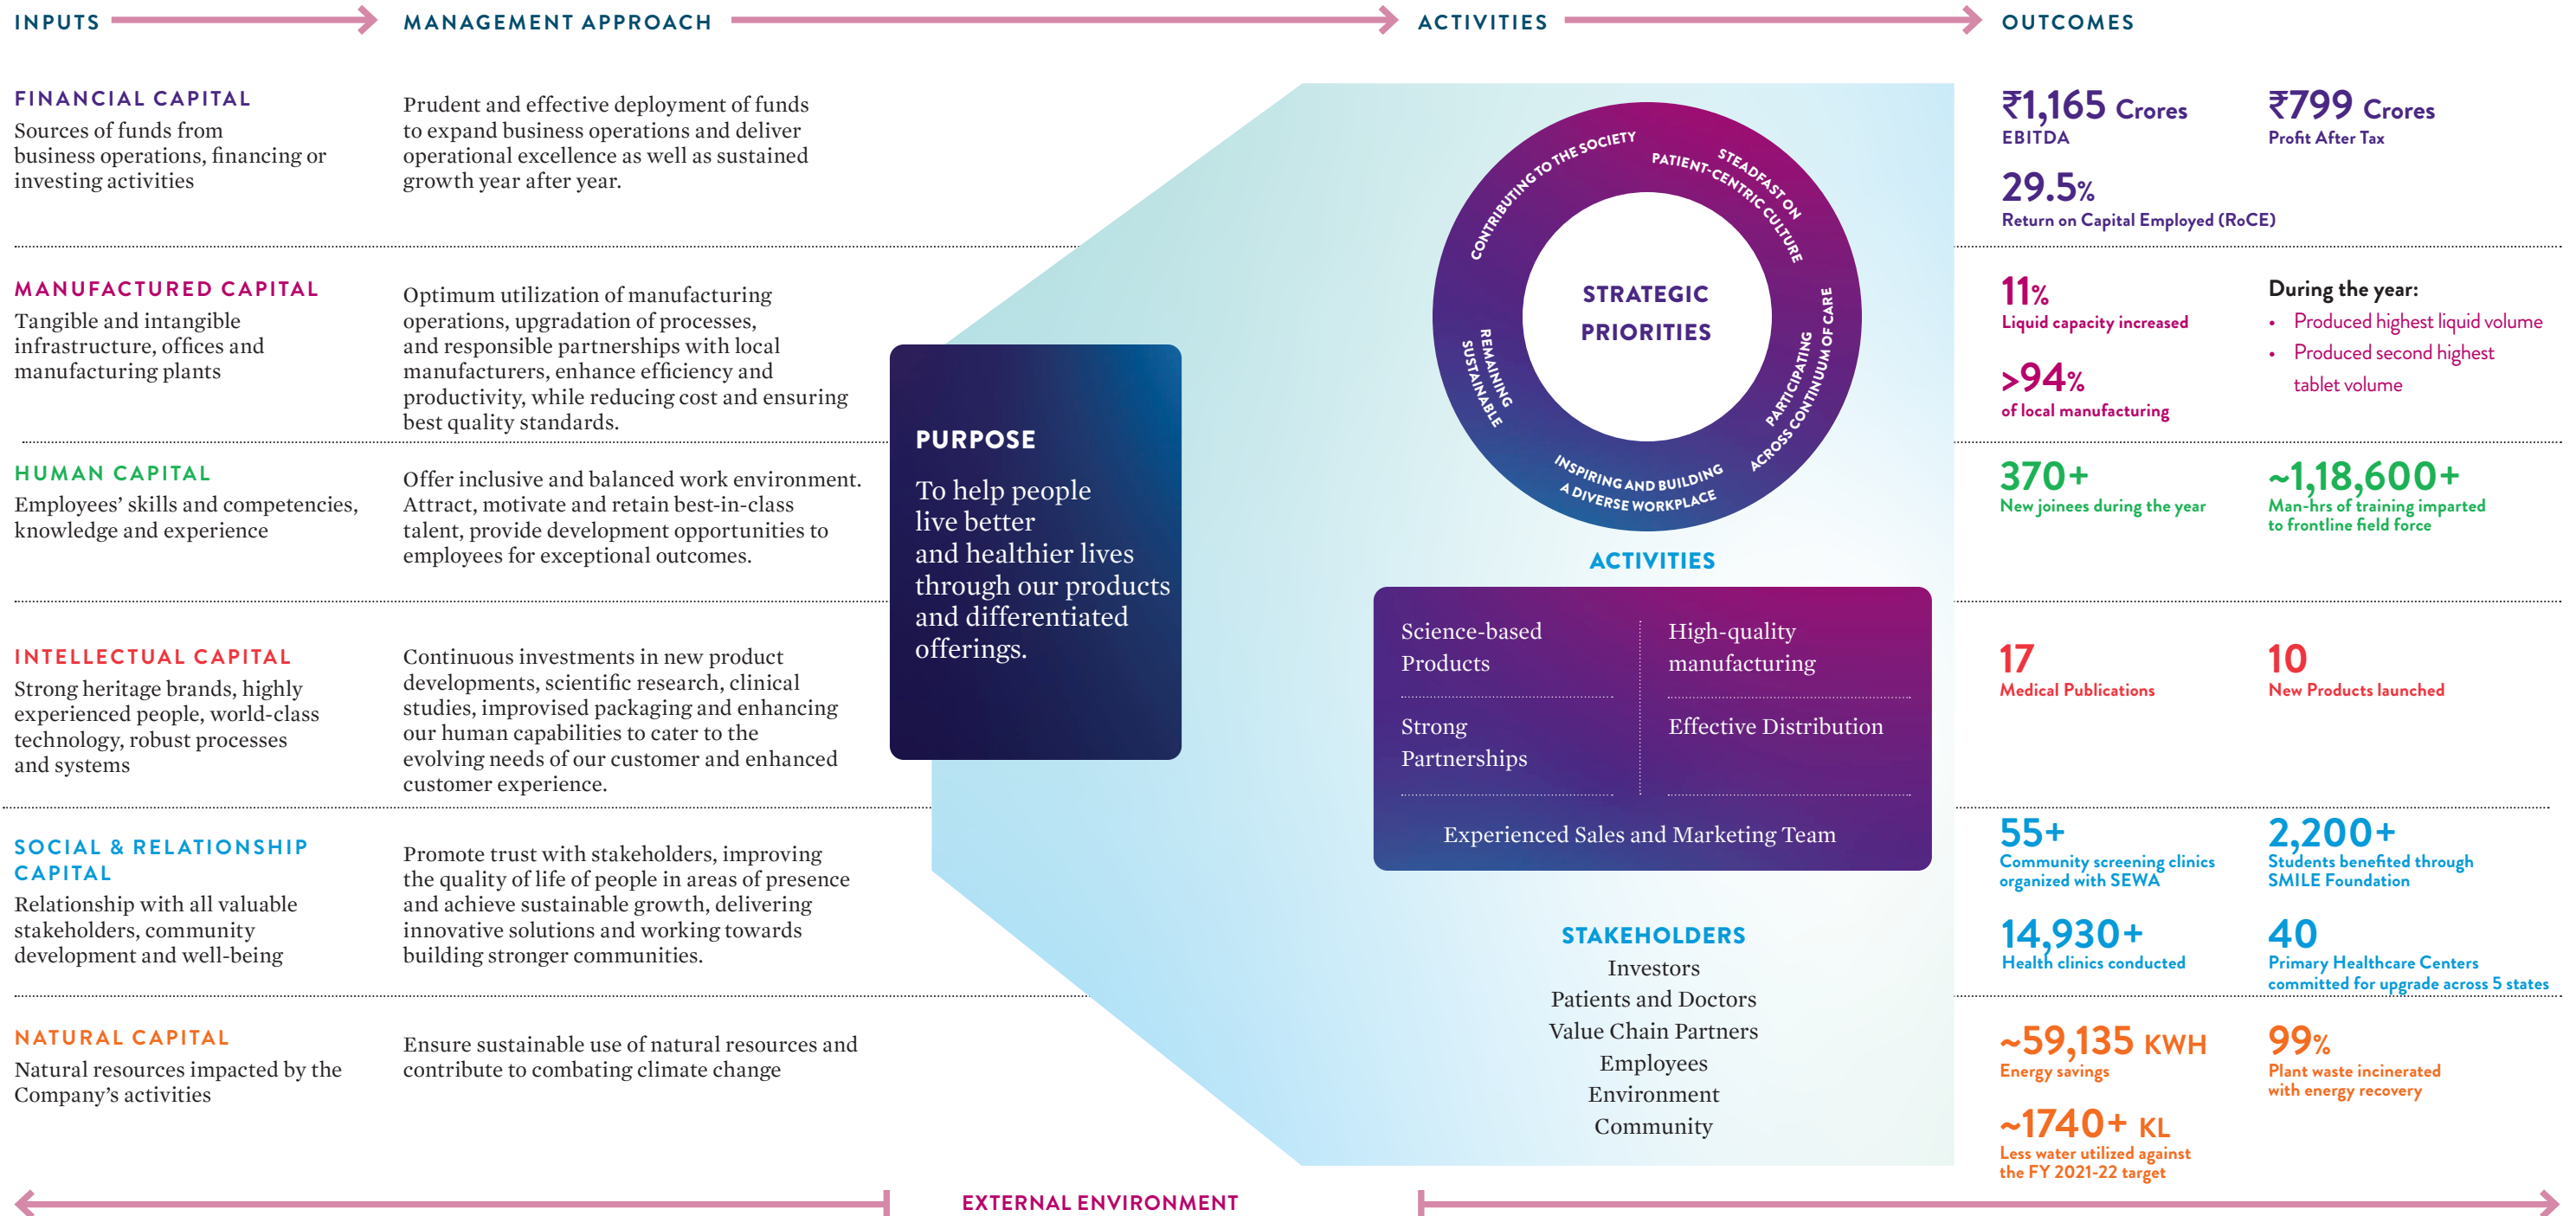 INPUTS
MANAGEMENT APPROACH
ACTIVITIES
OUTCOMES
FINANCIAL CAPITAL
Sources of funds from
business operations, financing or
investing activities
Prudent and effective deployment of funds
to expand business operations and deliver
operational excellence as well as sustained
growth year after year.
MANUFACTURED CAPITAL
Tangible and intangible
infrastructure, offices and
manufacturing plants
Optimum utilization of manufacturing
operations, upgradation of processes,
and responsible partnerships with local
manufacturers, enhance efficiency and
productivity, while reducing cost and ensuring
best quality standards.
HUMAN CAPITAL
Employees’ skills and competencies,
knowledge and experience
Offer inclusive and balanced work environment.
Attract, motivate and retain best-in-class
talent, provide development opportunities to
employees for exceptional outcomes.
INTELLECTUAL CAPITAL
Strong heritage brands, highly
experienced people, world-class
technology, robust processes
and systems
Continuous investments in new product
developments, scientific research, clinical
studies, improvised packaging and enhancing
our human capabilities to cater to the
evolving needs of our customer and enhanced
customer experience.
SOCIAL & RELATIONSHIP
CAPITAL
Relationship with all valuable
stakeholders, community
development and well-being
Promote trust with stakeholders, improving
the quality of life of people in areas of presence
and achieve sustainable growth, delivering
innovative solutions and working towards
building stronger communities.
NATURAL CAPITAL
Natural resources impacted by the
Company’s activities
Ensure sustainable use of natural resources and
contribute to combating climate change
PURPOSE
To help people
live better
and healthier lives
through our products
and differentiated
offerings.
STRATEGIC
PRIORITIES
CONTRIBUTING TO THE SOCIETY
STEADFAST ON
PATIENT-CENTRIC CULTURE
PARTICIPATING
ACROSS CONTINUUM OF CARE
INSPIRING AND BUILDING
A DIVERSE WORKPLACE
REMAINING
SUSTAINABLE
ACTIVITIES
Science-based
Products
High-quality
manufacturing
Strong
Partnerships
Effective Distribution
Experienced Sales and Marketing Team
STAKEHOLDERS
Investors
Patients and Doctors
Value Chain Partners
Employees
Environment
Community
₹1,165 Crores
EBITDA
₹799 Crores
Profit After Tax
29.5%
Return on Capital Employed (RoCE)
11%
Liquid capacity increased
>94%
of local manufacturing
During the year:
• Produced highest liquid volume
• Produced second highest
tablet volume
370+
New joinees during the year
~1,18,600+
Man-hrs of training imparted
to frontline field force
17
Medical Publications
10
New Products launched
55+
Community screening clinics
organized with SEWA
2,200+
Students benefited through
SMILE Foundation
14,930+
Health clinics conducted
40
Primary Healthcare Centers
committed for upgrade across 5 states
~59,135 KWH
Energy savings
99%
Plant waste incinerated
with energy recovery
~1740+ KL
Less water utilized against
the FY 2021-22 target
EXTERNAL ENVIRONMENT